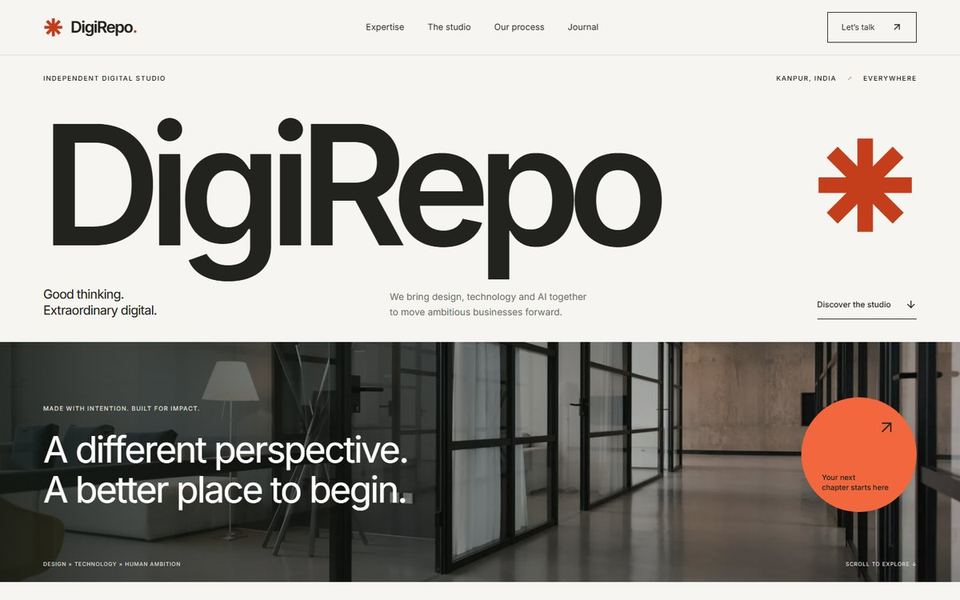 DigiRepo.
Expertise
The studio
Our process
Journal
Let's talk
INDEPENDENT DIGITAL STUDIO
KANPUR, INDIA ↗ EVERYWHERE
DigiRepo
Good thinking.
Extraordinary digital.
We bring design, technology and AI together
to move ambitious businesses forward.
Discover the studio ↓
MADE WITH INTENTION. BUILT FOR IMPACT.
A different perspective.
A better place to begin.
Your next
chapter starts here
DESIGN × TECHNOLOGY × HUMAN AMBITION
SCROLL TO EXPLORE ↓